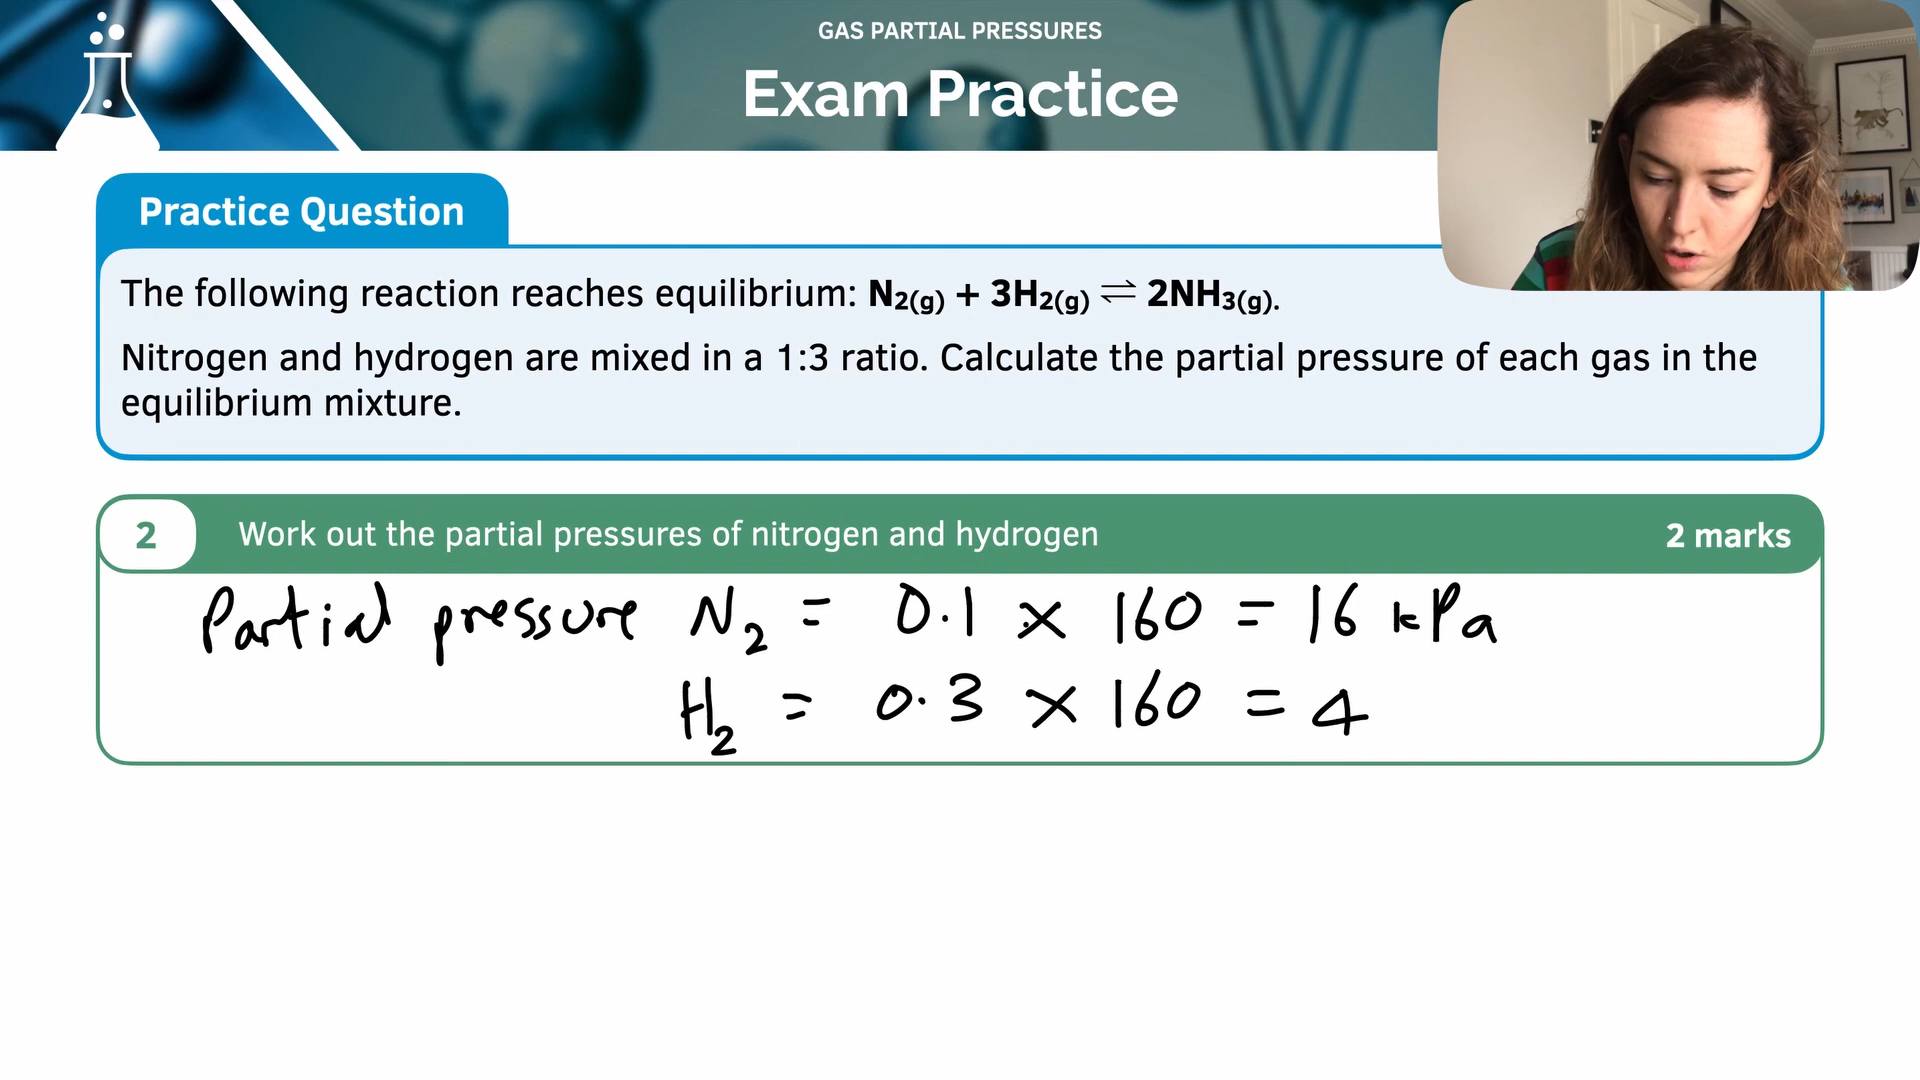 GAS PARTIAL PRESSURES
Exam Practice
Practice Question
The following reaction reaches equilibrium: N₂(g) + 3H₂(g) ⇌ 2NH₃(g).
Nitrogen and hydrogen are mixed in a 1:3 ratio. Calculate the partial pressure of each gas in the
equilibrium mixture.
2 Work out the partial pressures of nitrogen and hydrogen 2 marks
Partial pressure N₂ = 0.1 × 160 = 16 kPa
H₂ = 0.3 × 160 = 4